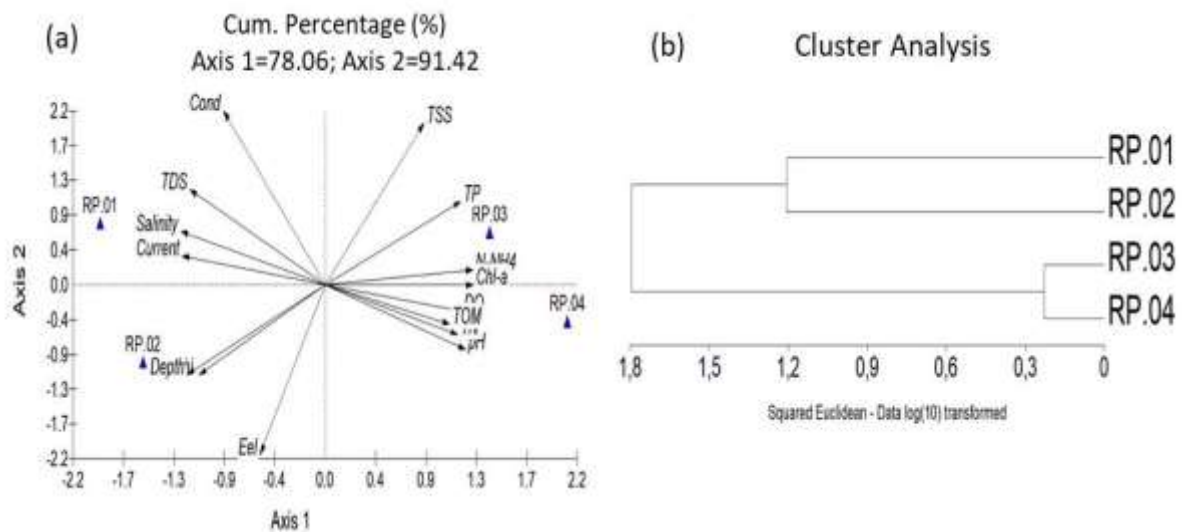 (a)
Cum. Percentage (%)
Axis 1=78.06; Axis 2=91.42
2.2
1.7
1.3
0.9
0.4
0.0
-0.4
-0.9
-1.3
-1.7
-2.2
Axis 2
Cond
TSS
TDS
TP
RP.01
RP.03
Salinity
Current
N-NH4
Chl-a
TOM
RP.04
pH
RP.02
Eel
-2.2 -1.7 -1.3 -0.9 -0.4 0.0 0.4 0.9 1.3 1.7 2.2
Axis 1
(b)
Cluster Analysis
RP.01
RP.02
RP.03
RP.04
1,8 1,5 1,2 0,9 0,6 0,3 0
Squared Euclidean - Data log(10) transformed